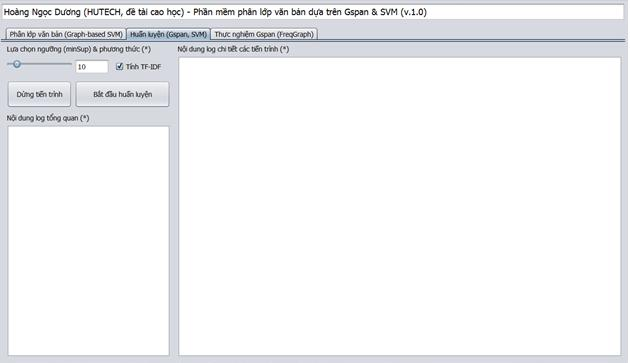 Hoàng Ngọc Dương (HUTECH, đề tài cao học) - Phần mềm phân lớp văn bản dựa trên Gspan & SVM (v.1.0)
Phân lớp văn bản (Graph-based SVM) Huấn luyện (Gspan, SVM) Thực nghiệm Gspan (FreqGraph)
Lựa chọn ngưỡng (minSup) & phương thức (*)
10 Tính TF-IDF
Dừng tiến trình Bắt đầu huấn luyện
Nội dung log tổng quan (*)
Nội dung log chi tiết các tiến trình (*)